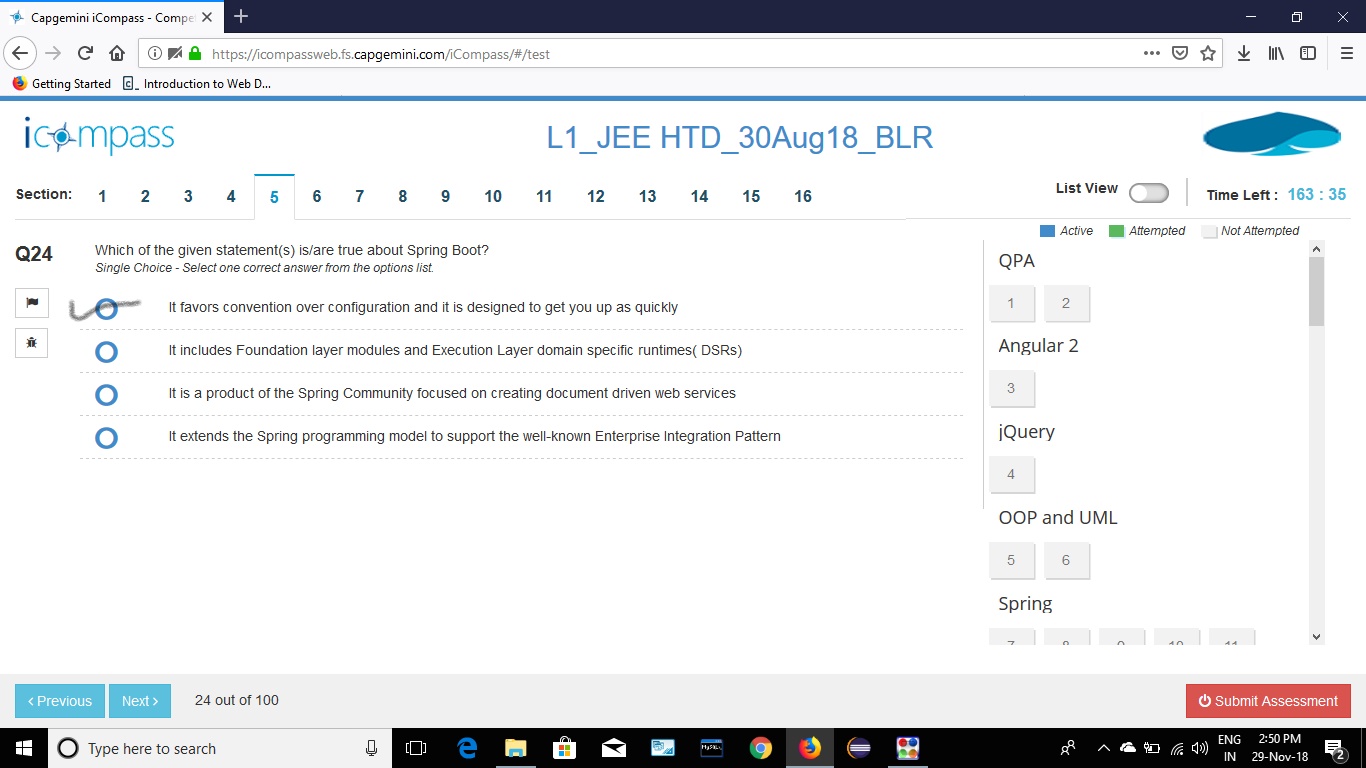 Capgemini iCompass - Compe
https://icompassweb.fs.capgemini.com/iCompass/#/test
Getting Started
Introduction to Web D...
icompass
L1_JEE HTD_30Aug18_BLR
Section: 1 2 3 4 5 6 7 8 9 10 11 12 13 14 15 16
List View
Time Left : 163 : 35
Active Attempted Not Attempted
Q24
Which of the given statement(s) is/are true about Spring Boot?
Single Choice - Select one correct answer from the options list.
It favors convention over configuration and it is designed to get you up as quickly
It includes Foundation layer modules and Execution Layer domain specific runtimes( DSRs)
It is a product of the Spring Community focused on creating document driven web services
It extends the Spring programming model to support the well-known Enterprise Integration Pattern
QPA
1 2
Angular 2
3
jQuery
4
OOP and UML
5 6
Spring
7 8 9 10 11
Previous
Next
24 out of 100
Submit Assessment
Type here to search
MySQL
ENG
IN
2:50 PM
29-Nov-18
2